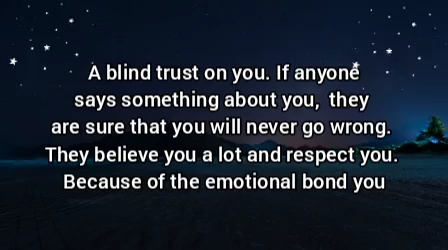 A blind trust on you. If anyone
says something about you, they
are sure that you will never go wrong.
They believe you a lot and respect you.
Because of the emotional bond you